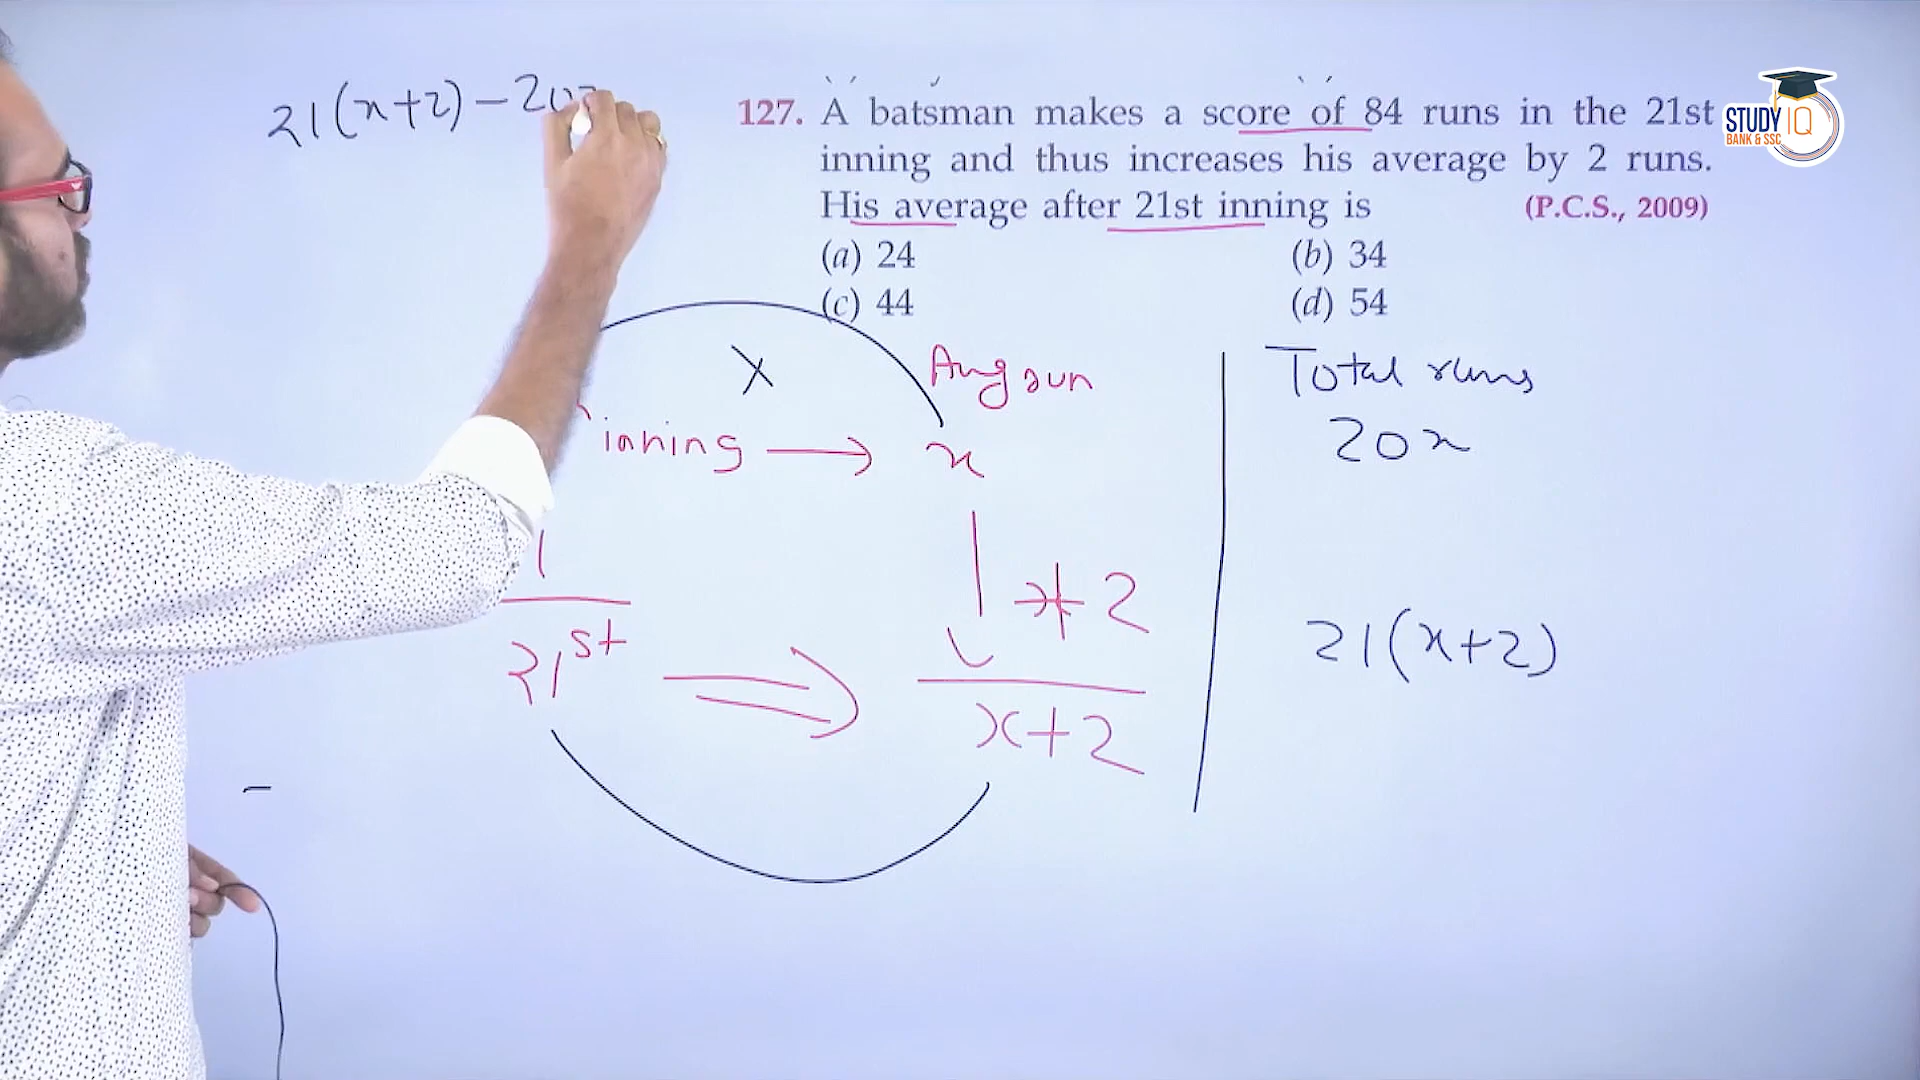 21(x+2) - 20
127. A batsman makes a score of 84 runs in the 21st
inning and thus increases his average by 2 runs.
His average after 21st inning is (P.C.S., 2009)
(a) 24 (b) 34
(c) 44 (d) 54
STUDY IQ
BANK & SSC
X
Avg run
Total runs
inning → x
20x
1
+ 2
21st ⇒ x+2
21(x+2)
-